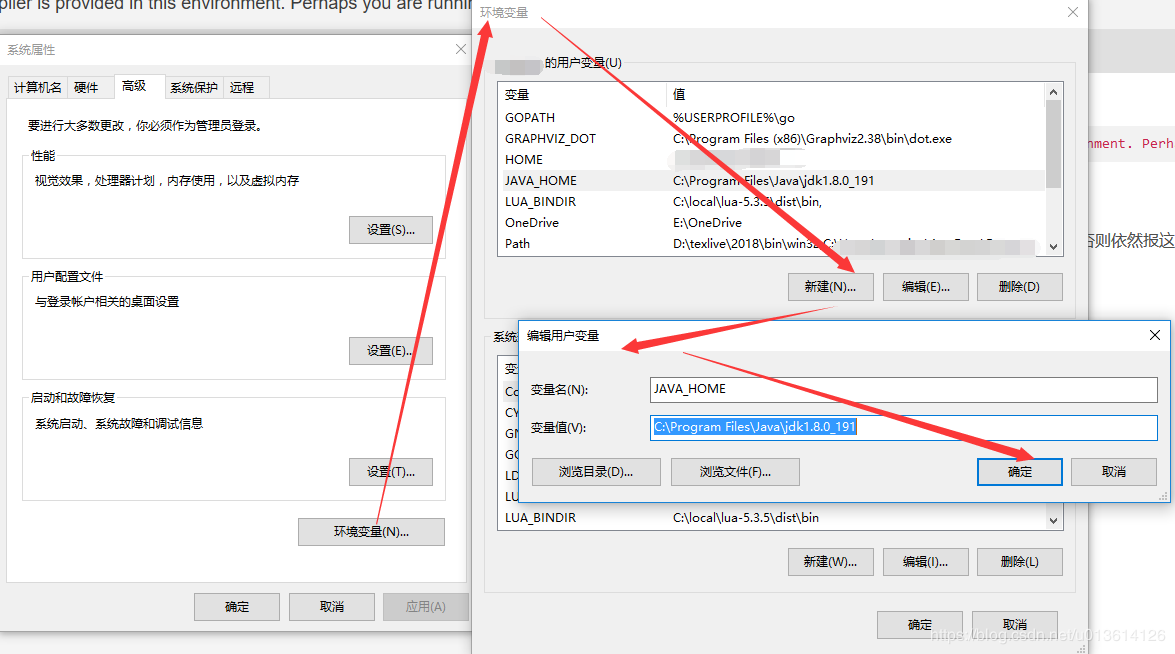 piler is provided in this environment. Perhaps you are runnin
系统属性
计算机名 硬件 高级 系统保护 远程
要进行大多数更改，你必须作为管理员登录。
性能
视觉效果，处理器计划，内存使用，以及虚拟内存
设置(S)...
用户配置文件
与登录帐户相关的桌面设置
设置(E)...
启动和故障恢复
系统启动、系统故障和调试信息
设置(T)...
环境变量(N)...
确定 取消 应用(A)
环境变量
的用户变量(U)
变量 值
GOPATH %USERPROFILE%\go
GRAPHVIZ_DOT C:\Program Files (x86)\Graphviz2.38\bin\dot.exe
HOME
JAVA_HOME C:\Program Files\Java\jdk1.8.0_191
LUA_BINDIR C:\local\lua-5.3.5\dist\bin,
OneDrive E:\OneDrive
Path D:\texlive\2018\bin\win32;C:\
新建(N)... 编辑(E)... 删除(D)
系统
变
Co
CY
GN
GO
LD
LU
LUA_BINDIR C:\local\lua-5.3.5\dist\bin
新建(W)... 编辑(I)... 删除(L)
确定 取消
编辑用户变量
变量名(N): JAVA_HOME
变量值(V): C:\Program Files\Java\jdk1.8.0_191
浏览目录(D)... 浏览文件(F)... 确定 取消
nment. Perh
否则依然报这
https://blog.csdn.net/u013614126